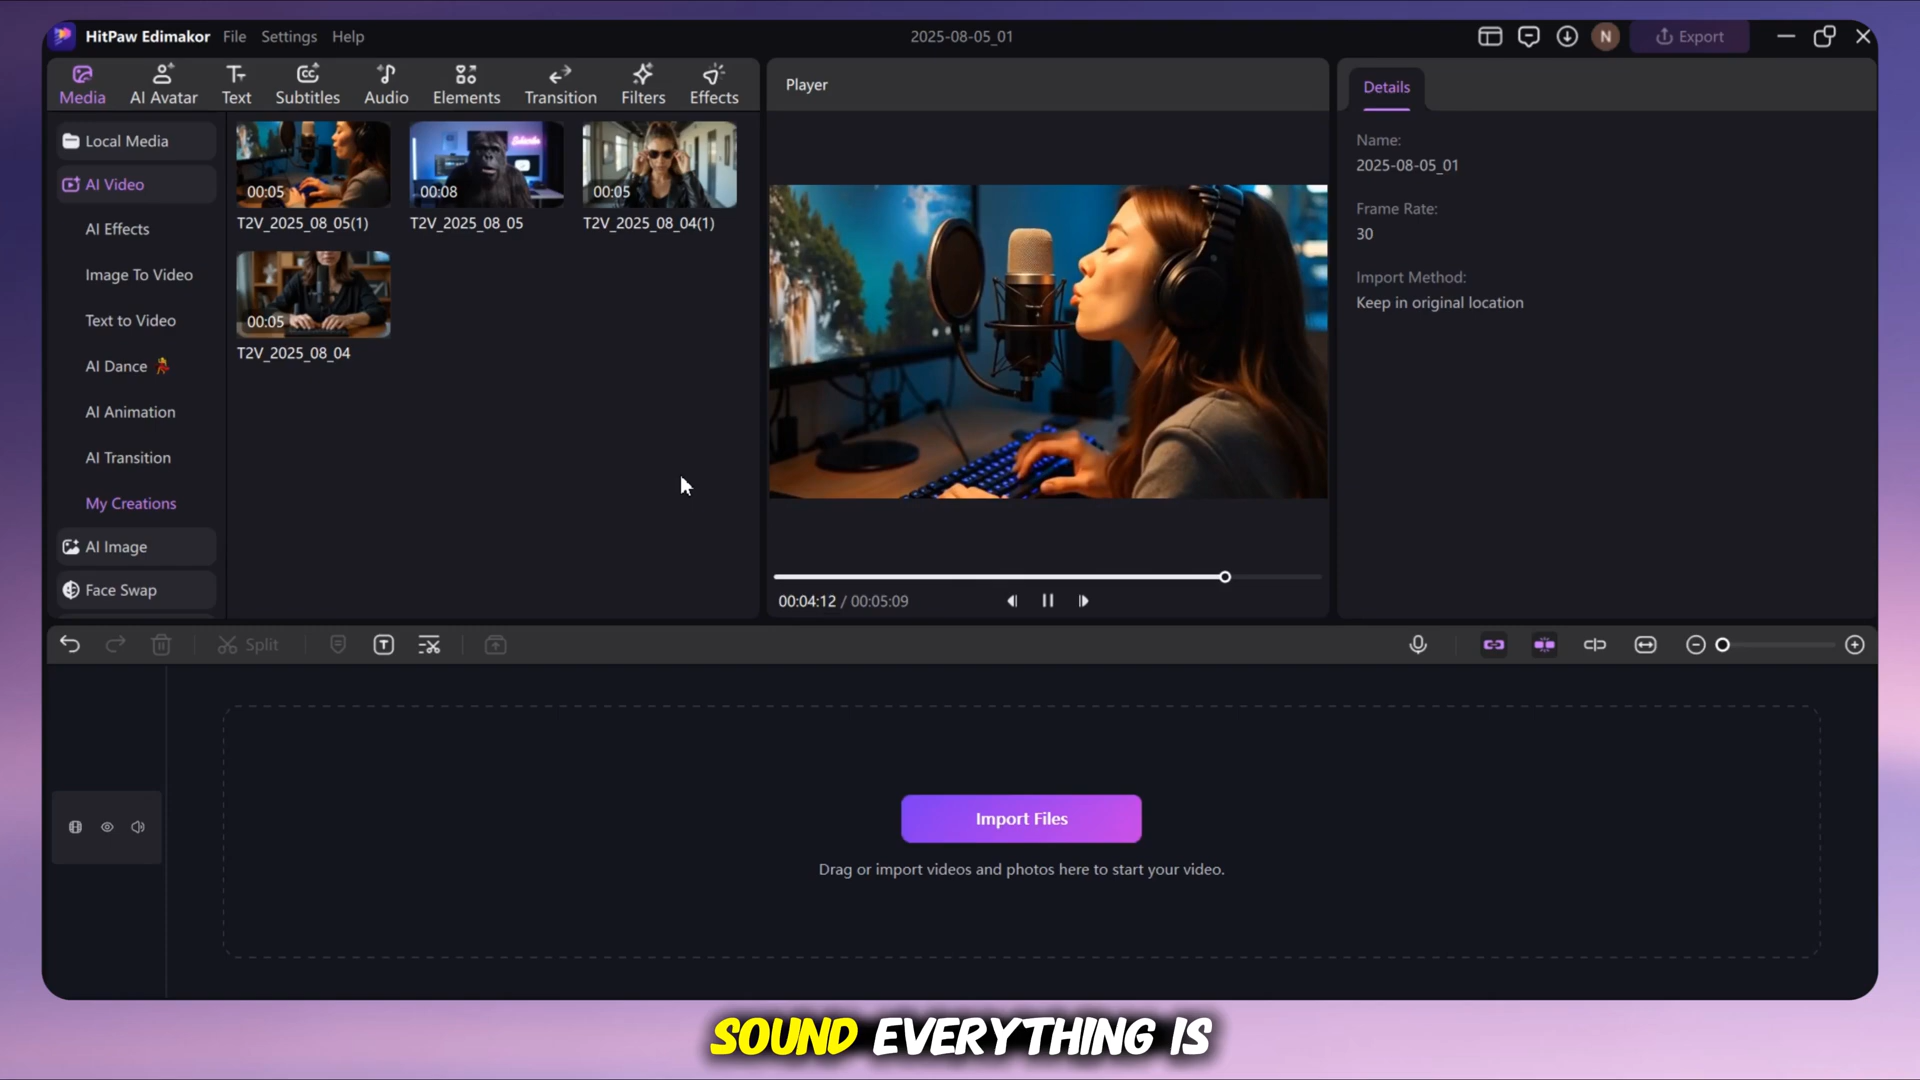 HitPaw Edimakor File Settings Help 2025-08-05_01 N Export
Media AI Avatar Text Subtitles Audio Elements Transition Filters Effects
Local Media
AI Video
AI Effects
Image To Video
Text to Video
AI Dance
AI Animation
AI Transition
My Creations
AI Image
Face Swap
00:05
00:08
00:05
T2V_2025_08_05(1)
T2V_2025_08_05
T2V_2025_08_04(1)
00:05
T2V_2025_08_04
Player
00:04:12 / 00:05:09
Details
Name:
2025-08-05_01
Frame Rate:
30
Import Method:
Keep in original location
Split
Import Files
Drag or import videos and photos here to start your video.
SOUND EVERYTHING IS